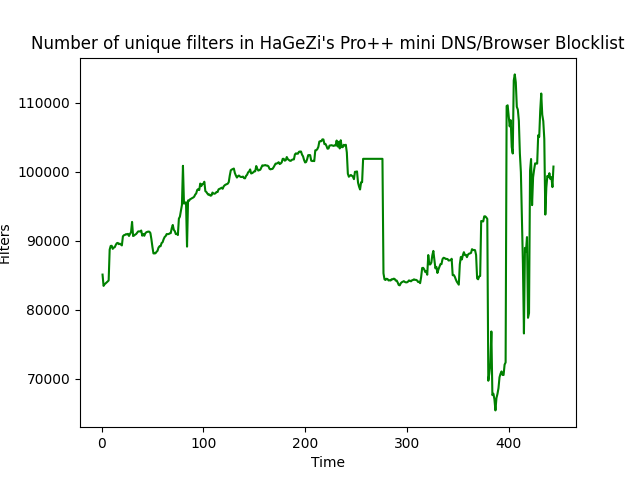 Number of unique filters in HaGeZi's Pro++ mini DNS/Browser Blocklist
110000
100000
90000
80000
70000
Filters
0 100 200 300 400
Time